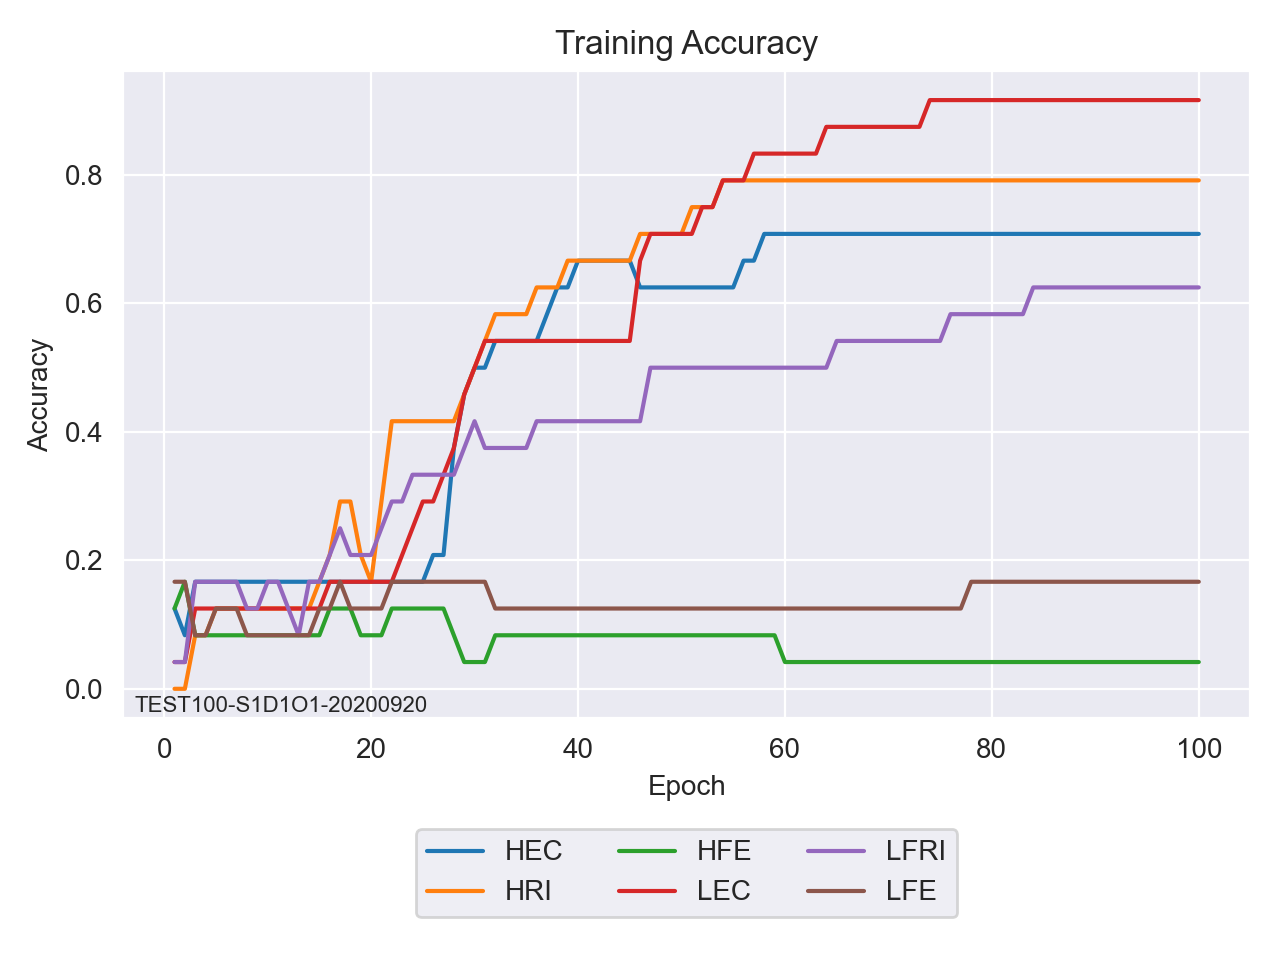 Training Accuracy
Accuracy
0.8
0.6
0.4
0.2
0.0
TEST100-S1D1O1-20200920
0 20 40 60 80 100
Epoch
HEC HFE LFRI
HRI LEC LFE